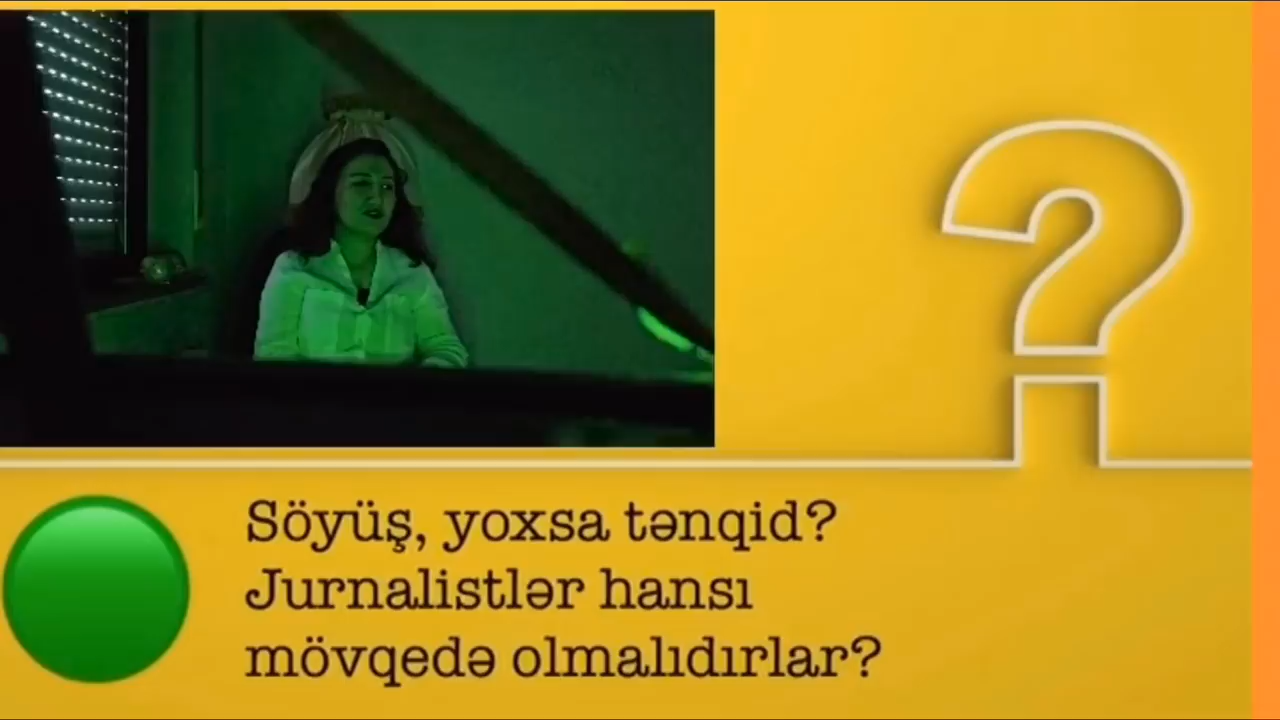 Söyüş, yoxsa tənqid?
Jurnalistlər hansı
mövqedə olmalıdırlar?